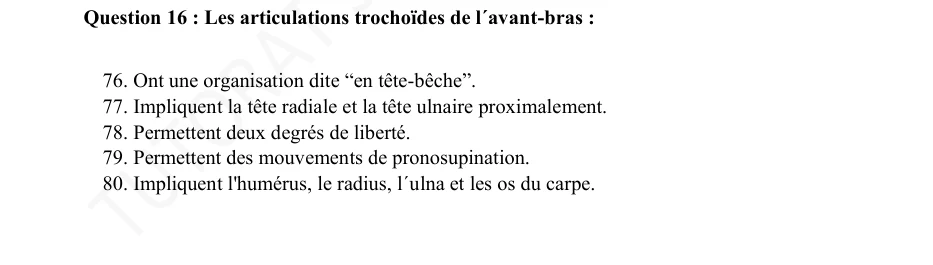 Question 16 : Les articulations trochoïdes de l´avant-bras :
76. Ont une organisation dite “en tête-bêche”.
77. Impliquent la tête radiale et la tête ulnaire proximalement.
78. Permettent deux degrés de liberté.
79. Permettent des mouvements de pronosupination.
80. Impliquent l'humérus, le radius, l´ulna et les os du carpe.